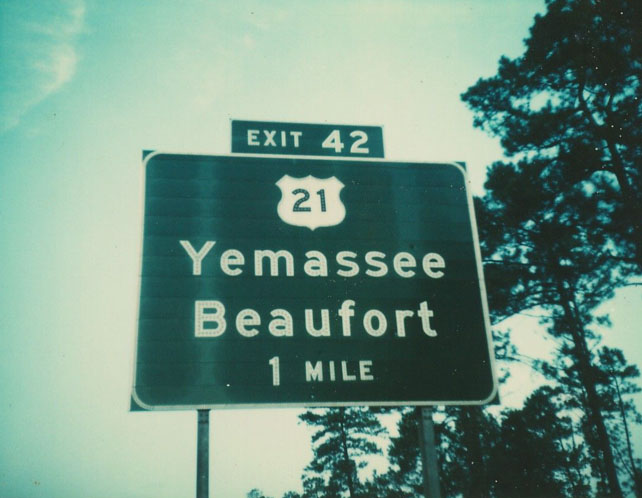 EXIT 42
21
Yemassee
Beaufort
1 MILE